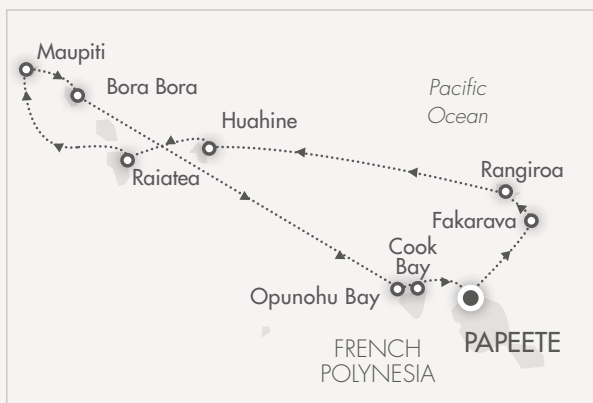 Maupiti
Bora Bora
Pacific
Ocean
Huahine
Raiatea
Rangiroa
Fakarava
Cook
Bay
Opunohu Bay
PAPEETE
FRENCH
POLYNESIA